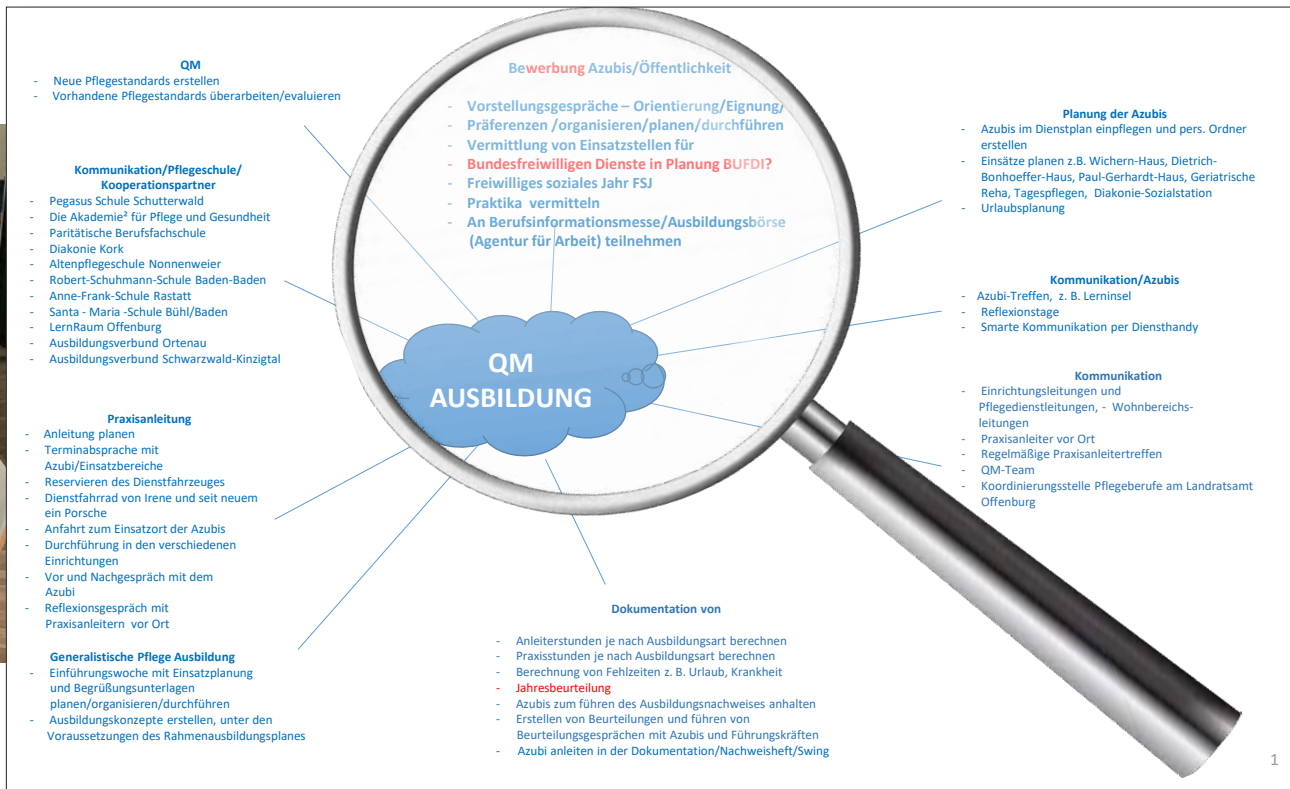 QM
- Neue Pflegestandards erstellen
- Vorhandene Pflegestandards überarbeiten/evaluieren
Kommunikation/Pflegeschule/
Kooperationspartner
- Pegasus Schule Schutterwald
- Die Akademie² für Pflege und Gesundheit
- Paritätische Berufsfachschule
- Diakonie Kork
- Altenpflegeschule Nonnenweier
- Robert-Schuhmann-Schule Baden-Baden
- Anne-Frank-Schule Rastatt
- Santa - Maria -Schule Bühl/Baden
- LernRaum Offenburg
- Ausbildungsverbund Ortenau
- Ausbildungsverbund Schwarzwald-Kinzigtal
Praxisanleitung
- Anleitung planen
- Terminabsprache mit
Azubi/Einsatzbereiche
- Reservieren des Dienstfahrzeuges
- Dienstfahrrad von Irene und seit neuem
ein Porsche
- Anfahrt zum Einsatzort der Azubis
- Durchführung in den verschiedenen
Einrichtungen
- Vor und Nachgespräch mit dem
Azubi
- Reflexionsgespräch mit
Praxisanleitern vor Ort
Generalistische Pflege Ausbildung
- Einführungswoche mit Einsatzplanung
und Begrüßungsunterlagen
planen/organisieren/durchführen
- Ausbildungskonzepte erstellen, unter den
Voraussetzungen des Rahmenausbildungsplanes
Bewerbung Azubis/Öffentlichkeit
- Vorstellungsgespräche – Orientierung/Eignung/
- Präferenzen /organisieren/planen/durchführen
- Vermittlung von Einsatzstellen für
- Bundesfreiwilligen Dienste in Planung BUFDI?
- Freiwilliges soziales Jahr FSJ
- Praktika vermitteln
- An Berufsinformationsmesse/Ausbildungsbörse
(Agentur für Arbeit) teilnehmen
QM
AUSBILDUNG
Dokumentation von
- Anleiterstunden je nach Ausbildungsart berechnen
- Praxisstunden je nach Ausbildungsart berechnen
- Berechnung von Fehlzeiten z. B. Urlaub, Krankheit
- Jahresbeurteilung
- Azubis zum führen des Ausbildungsnachweises anhalten
- Erstellen von Beurteilungen und führen von
Beurteilungsgesprächen mit Azubis und Führungskräften
- Azubi anleiten in der Dokumentation/Nachweisheft/Swing
Planung der Azubis
- Azubis im Dienstplan einpflegen und pers. Ordner
erstellen
- Einsätze planen z.B. Wichern-Haus, Dietrich-
Bonhoeffer-Haus, Paul-Gerhardt-Haus, Geriatrische
Reha, Tagespflegen, Diakonie-Sozialstation
- Urlaubsplanung
Kommunikation/Azubis
- Azubi-Treffen, z. B. Lerninsel
- Reflexionstage
- Smarte Kommunikation per Diensthandy
Kommunikation
- Einrichtungsleitungen und
Pflegedienstleitungen, - Wohnbereichs-
leitungen
- Praxisanleiter vor Ort
- Regelmäßige Praxisanleitertreffen
- QM-Team
- Koordinierungsstelle Pflegeberufe am Landratsamt
Offenburg
1